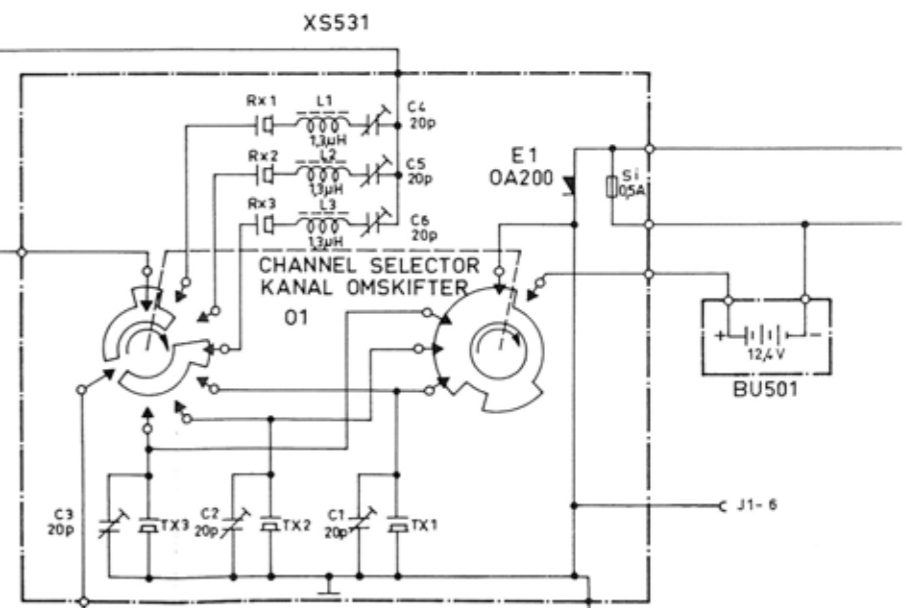 XS531
Rx1
L1
1,3μH
C4
20p
Rx2
L2
1,3μH
C5
20p
Rx3
L3
1,3μH
C6
20p
E1
OA200
Si
0,5A
CHANNEL SELECTOR
KANAL OMSKIFTER
01
+
-
12,4V
BU501
J1-6
C3
20p
TX3
C2
20p
TX2
C1
20p
TX1